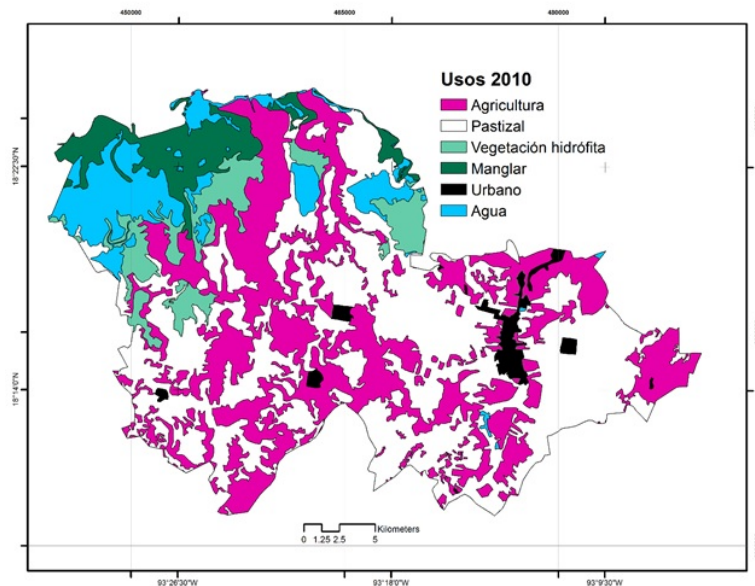 450000 465000 480000
Usos 2010
Agricultura
Pastizal
Vegetación hidrófita
Manglar
Urbano
Agua
18°22'30"N
18°14'0"N
Kilometers
0 1.25 2.5 5
93°26'30"W 93°18'0"W 93°9'30"W